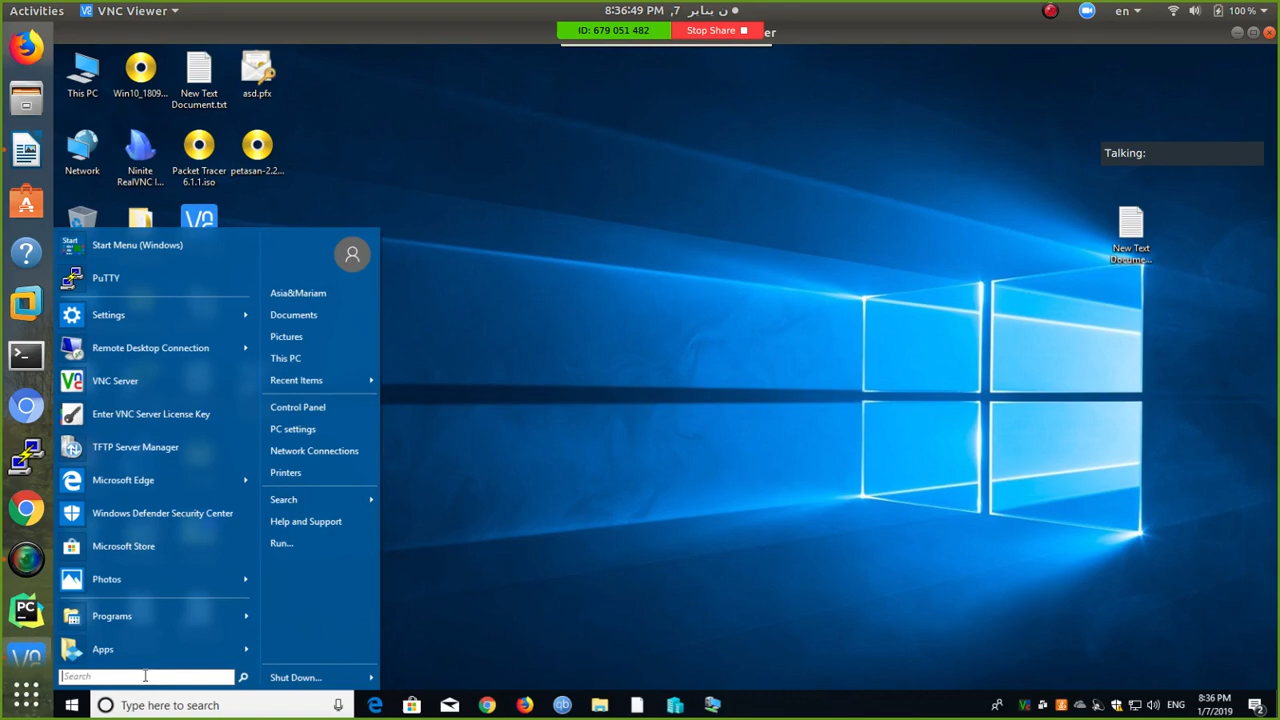 Activities
VNC Viewer
8:36:49 PM ن يناير 7,
en
100 %
ID: 679 051 482
Stop Share
er
This PC
Win10_1809...
New Text
Document.txt
asd.pfx
Network
Ninite
RealVNC I...
Packet Tracer
6.1.1.iso
petasan-2.2...
Talking:
New Text
Docume...
Start Menu (Windows)
PuTTY
Settings
Remote Desktop Connection
VNC Server
Enter VNC Server License Key
TFTP Server Manager
Microsoft Edge
Windows Defender Security Center
Microsoft Store
Photos
Programs
Apps
Search
Asia&Mariam
Documents
Pictures
This PC
Recent Items
Control Panel
PC settings
Network Connections
Printers
Search
Help and Support
Run...
Shut Down...
Type here to search
ENG
8:36 PM
1/7/2019
2